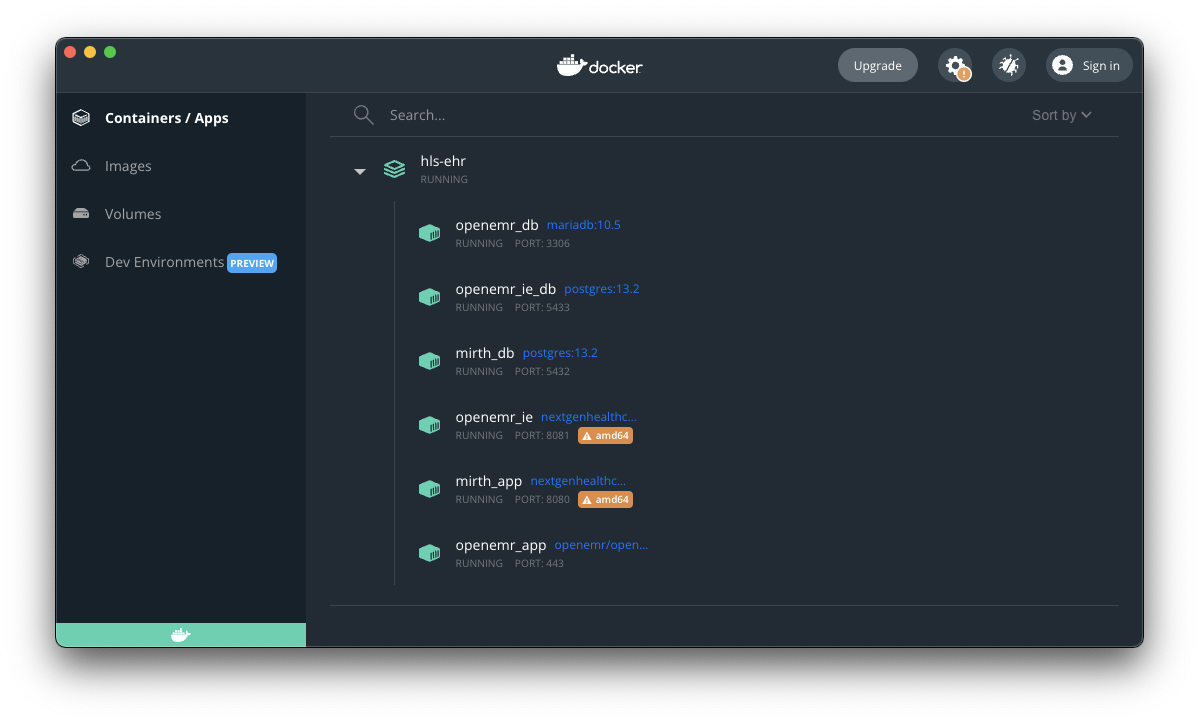 docker
Upgrade
Sign in
Containers / Apps
Images
Volumes
Dev Environments PREVIEW
Search...
Sort by
hls-ehr
RUNNING
openemr_db mariadb:10.5
RUNNING PORT: 3306
openemr_ie_db postgres:13.2
RUNNING PORT: 5433
mirth_db postgres:13.2
RUNNING PORT: 5432
openemr_ie nextgenhealthc...
RUNNING PORT: 8081 amd64
mirth_app nextgenhealthc...
RUNNING PORT: 8080 amd64
openemr_app openemr/open...
RUNNING PORT: 443